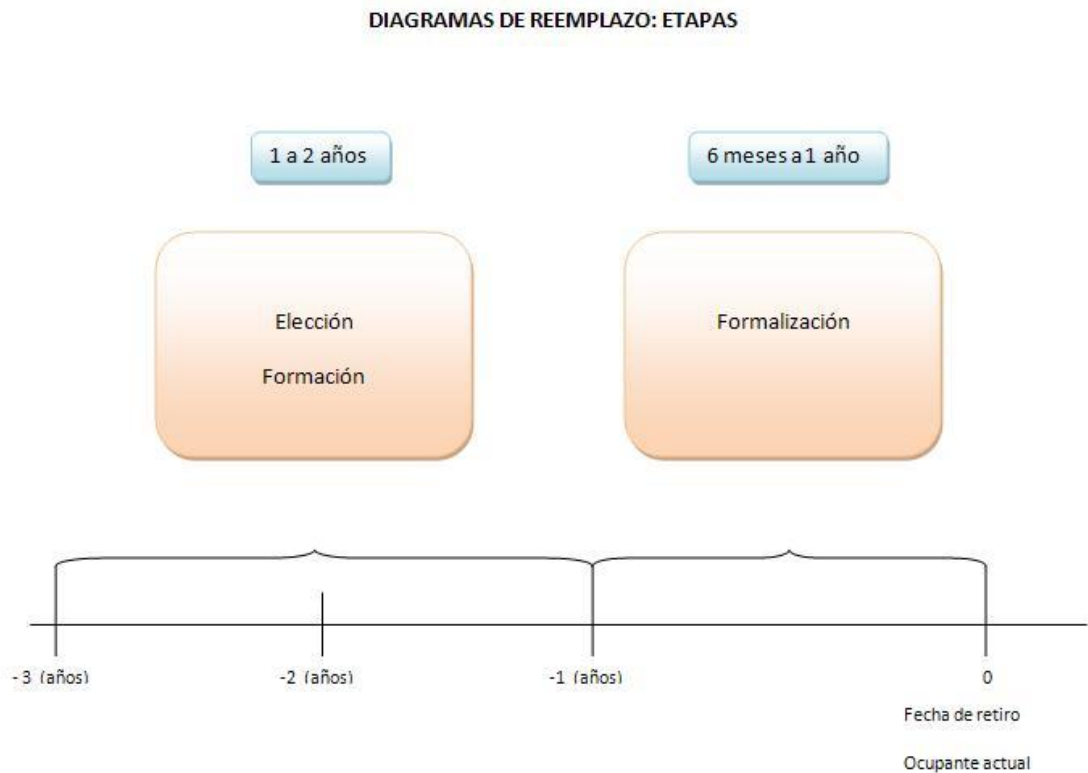 DIAGRAMAS DE REEMPLAZO: ETAPAS
1 a 2 años
6 meses a 1 año
Elección
Formación
Formalización
-3 (años)
-2 (años)
-1 (años)
0
Fecha de retiro
Ocupante actual